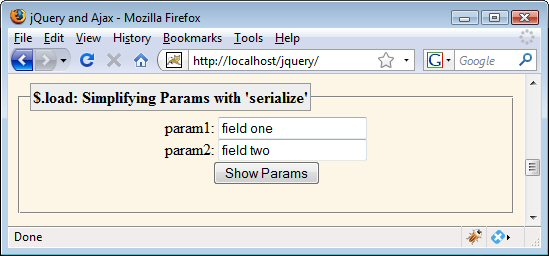 jQuery and Ajax - Mozilla Firefox
File Edit View History Bookmarks Tools Help
http://localhost/jquery/ G Google
$.load: Simplifying Params with 'serialize'
param1: field one
param2: field two
Show Params
Done